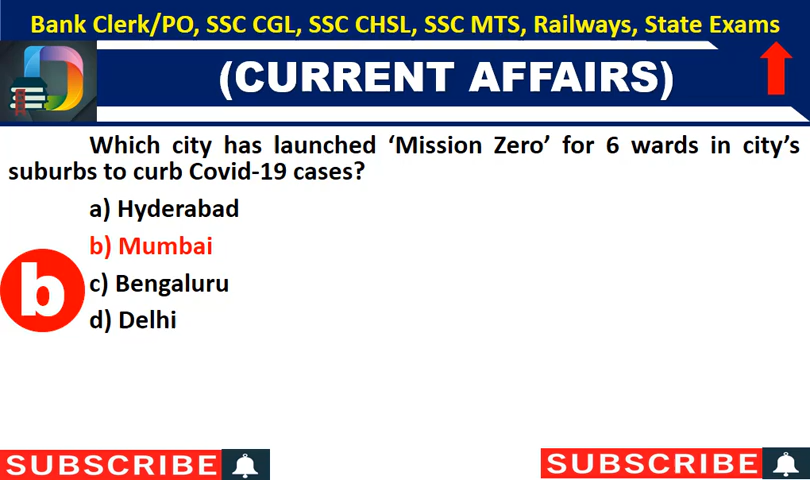 Bank Clerk/PO, SSC CGL, SSC CHSL, SSC MTS, Railways, State Exams
(CURRENT AFFAIRS)
Which city has launched ‘Mission Zero’ for 6 wards in city’s
suburbs to curb Covid-19 cases?
a) Hyderabad
b) Mumbai
b
c) Bengaluru
d) Delhi
SUBSCRIBE
SUBSCRIBE